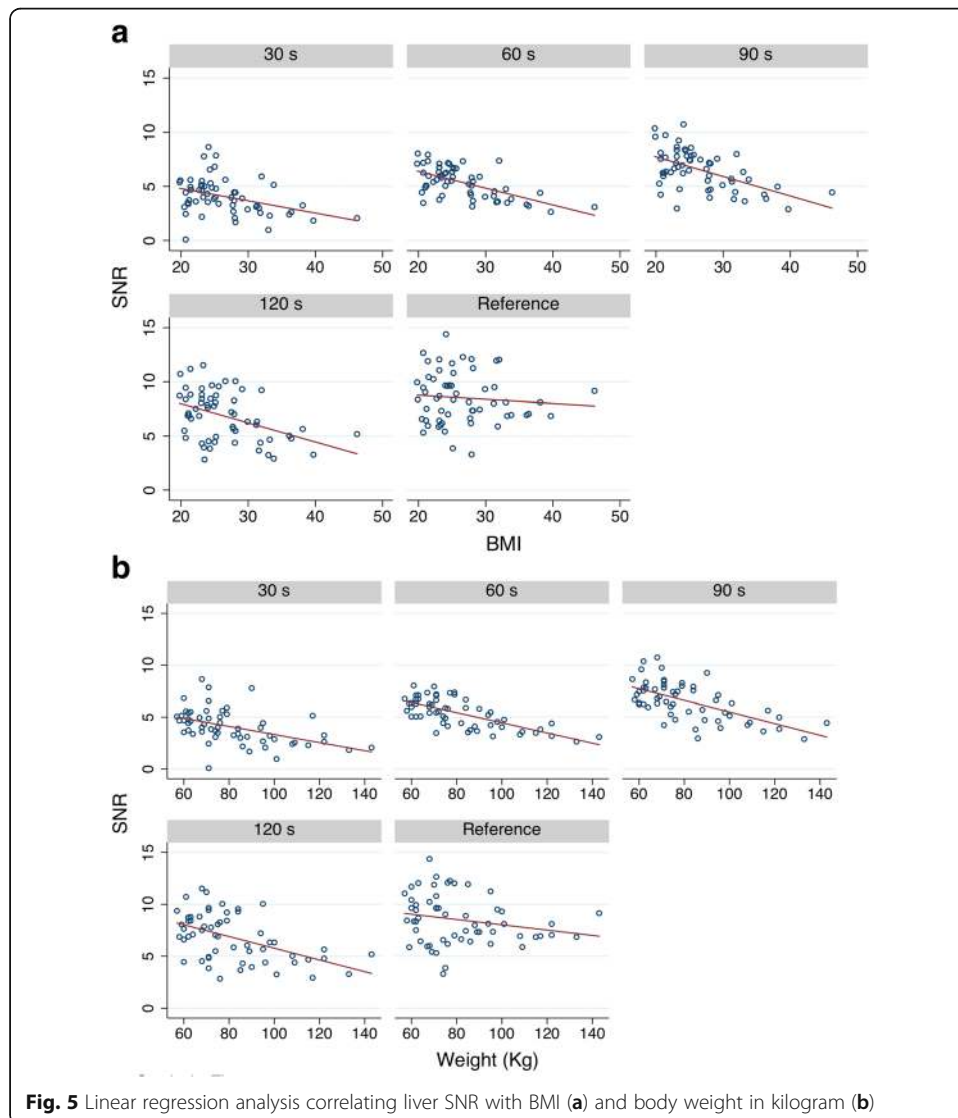 a
30 s
60 s
90 s
15
10
5
0
20 30 40 50
20 30 40 50
20 30 40 50
SNR
120 s
Reference
15
10
5
0
20 30 40 50
20 30 40 50
BMI
b
30 s
60 s
90 s
15
10
5
0
60 80 100 120 140
60 80 100 120 140
60 80 100 120 140
SNR
120 s
Reference
15
10
5
0
60 80 100 120 140
60 80 100 120 140
Weight (Kg)
Fig. 5 Linear regression analysis correlating liver SNR with BMI (a) and body weight in kilogram (b)